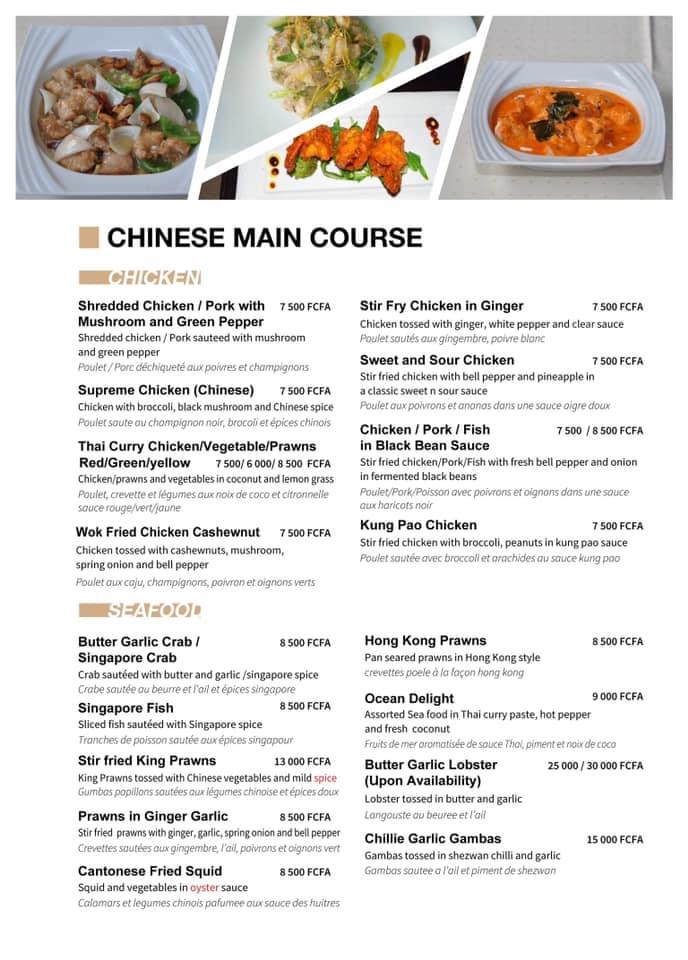 CHINESE MAIN COURSE
CHICKEN
Shredded Chicken / Pork with 7 500 FCFA
Mushroom and Green Pepper
Shredded chicken / Pork sauteed with mushroom
and green pepper
Poulet / Porc déchiqueté aux poivres et champignons
Supreme Chicken (Chinese) 7 500 FCFA
Chicken with broccoli, black mushroom and Chinese spice
Poulet saute au champignon noir, brocoli et épices chinois
Thai Curry Chicken/Vegetable/Prawns
Red/Green/yellow 7 500/ 6 000/ 8 500 FCFA
Chicken/prawns and vegetables in coconut and lemon grass
Poulet, crevette et légumes aux noix de coco et citronnelle
sauce rouge/vert/jaune
Wok Fried Chicken Cashewnut 7 500 FCFA
Chicken tossed with cashewnuts, mushroom,
spring onion and bell pepper
Poulet aux caju, champignons, poivron et oignons verts
Stir Fry Chicken in Ginger 7 500 FCFA
Chicken tossed with ginger, white pepper and clear sauce
Poulet sautés aux gingembre, poivre blanc
Sweet and Sour Chicken 7 500 FCFA
Stir fried chicken with bell pepper and pineapple in
a classic sweet n sour sauce
Poulet aux poivrons et ananas dans une sauce aigre doux
Chicken / Pork / Fish 7 500 / 8 500 FCFA
in Black Bean Sauce
Stir fried chicken/Pork/Fish with fresh bell pepper and onion
in fermented black beans
Poulet/Pork/Poisson avec poivrons et oignons dans une sauce
aux haricots noir
Kung Pao Chicken 7 500 FCFA
Stir fried chicken with broccoli, peanuts in kung pao sauce
Poulet sautée avec broccoli et arachides au sauce kung pao
SEAFOOD
Butter Garlic Crab / 8 500 FCFA
Singapore Crab
Crab sautéed with butter and garlic /singapore spice
Crabe sautée au beurre et l'ail et épices singapore
Singapore Fish 8 500 FCFA
Sliced fish sautéed with Singapore spice
Tranches de poisson sautée aux épices singapour
Stir fried King Prawns 13 000 FCFA
King Prawns tossed with Chinese vegetables and mild spice
Gumbas papillons sautées aux légumes chinoise et épices doux
Prawns in Ginger Garlic 8 500 FCFA
Stir fried prawns with ginger, garlic, spring onion and bell pepper
Crevettes sautées aux gingembre, l'ail, poivrons et oignons vert
Cantonese Fried Squid 8 500 FCFA
Squid and vegetables in oyster sauce
Calamars et legumes chinois pafumee aux sauce des huitres
Hong Kong Prawns 8 500 FCFA
Pan seared prawns in Hong Kong style
crevettes poele à la façon hong kong
Ocean Delight 9 000 FCFA
Assorted Sea food in Thai curry paste, hot pepper
and fresh coconut
Fruits de mer aromatisée de sauce Thai, piment et noix de coco
Butter Garlic Lobster 25 000 / 30 000 FCFA
(Upon Availability)
Lobster tossed in butter and garlic
Langouste au beuree et l'ail
Chillie Garlic Gambas 15 000 FCFA
Gambas tossed in shezwan chilli and garlic
Gambas sautee a l'ail et piment de shezwan